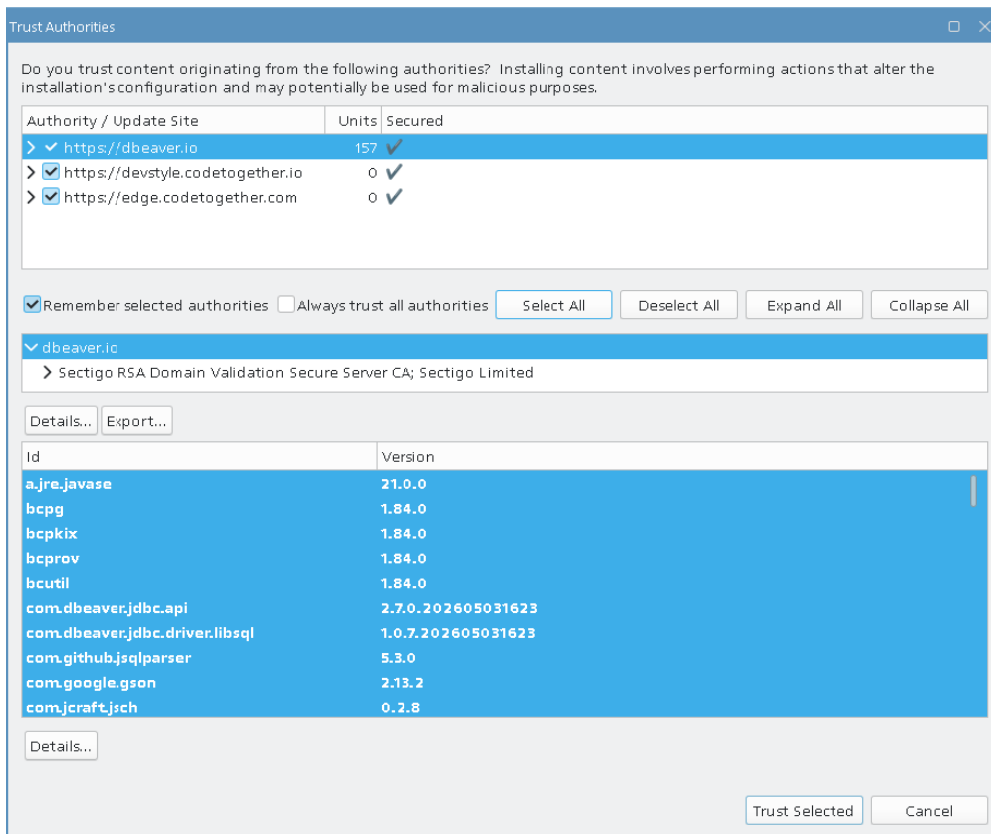 Trust Authorities
Do you trust content originating from the following authorities? Installing content involves performing actions that alter the
installation's configuration and may potentially be used for malicious purposes.
Authority / Update Site Units Secured
https://dbeaver.io 157
https://devstyle.codetogether.io 0
https://edge.codetogether.com 0
Remember selected authorities Always trust all authorities Select All Deselect All Expand All Collapse All
dbeaver.io
Sectigo RSA Domain Validation Secure Server CA; Sectigo Limited
Details... Export...
Id Version
a.jre.javase 21.0.0
bcpg 1.84.0
bcpkix 1.84.0
bcprov 1.84.0
bcutil 1.84.0
com.dbeaver.jdbc.api 2.7.0.202605031623
com.dbeaver.jdbc.driver.libsql 1.0.7.202605031623
com.github.jsqlparser 5.3.0
com.google.gson 2.13.2
com.jcraft.jsch 0.2.8
Details...
Trust Selected Cancel